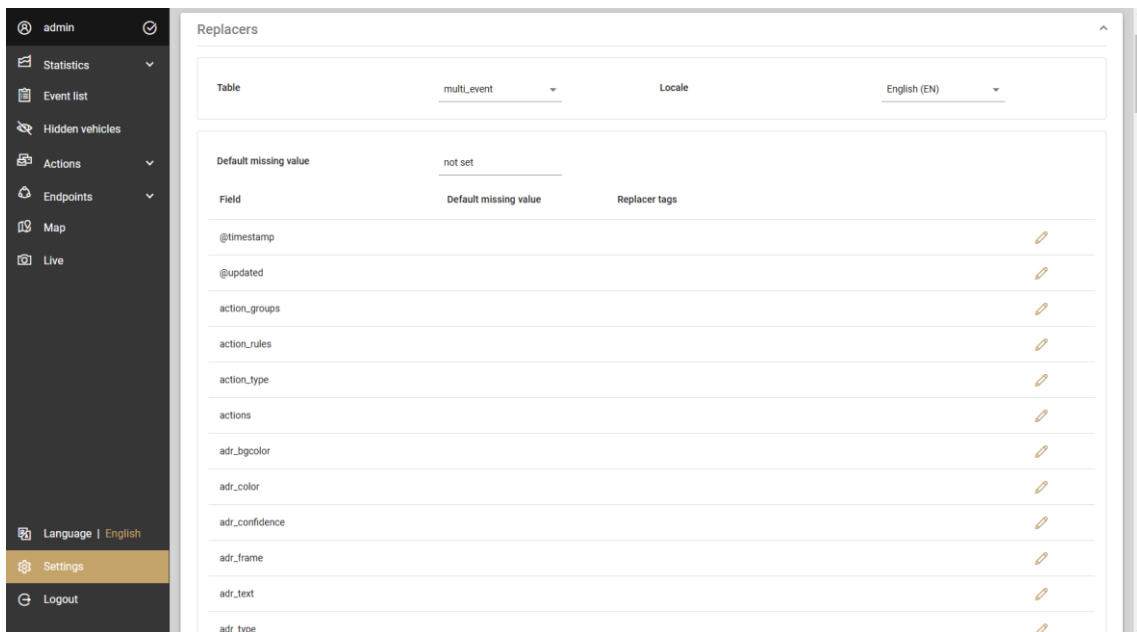 admin
Statistics
Event list
Hidden vehicles
Actions
Endpoints
Map
Live
Language | English
Settings
Logout
Replacers
Table multi_event Locale English (EN)
Default missing value not set
Field Default missing value Replacer tags
@timestamp
@updated
action_groups
action_rules
action_type
actions
adr_bgcolor
adr_color
adr_confidence
adr_frame
adr_text
adr_type